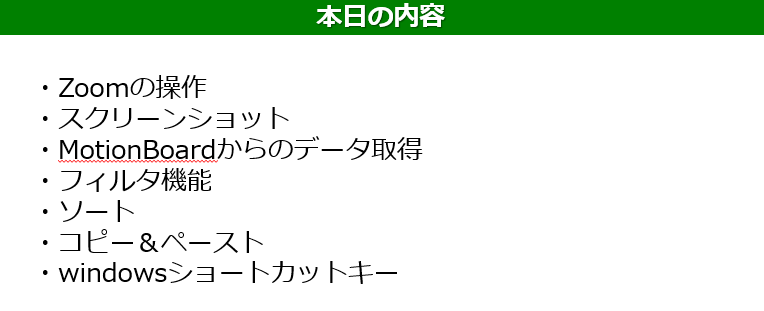 本日の内容
・Zoomの操作
・スクリーンショット
・MotionBoardからのデータ取得
・フィルタ機能
・ソート
・コピー＆ペースト
・windowsショートカットキー